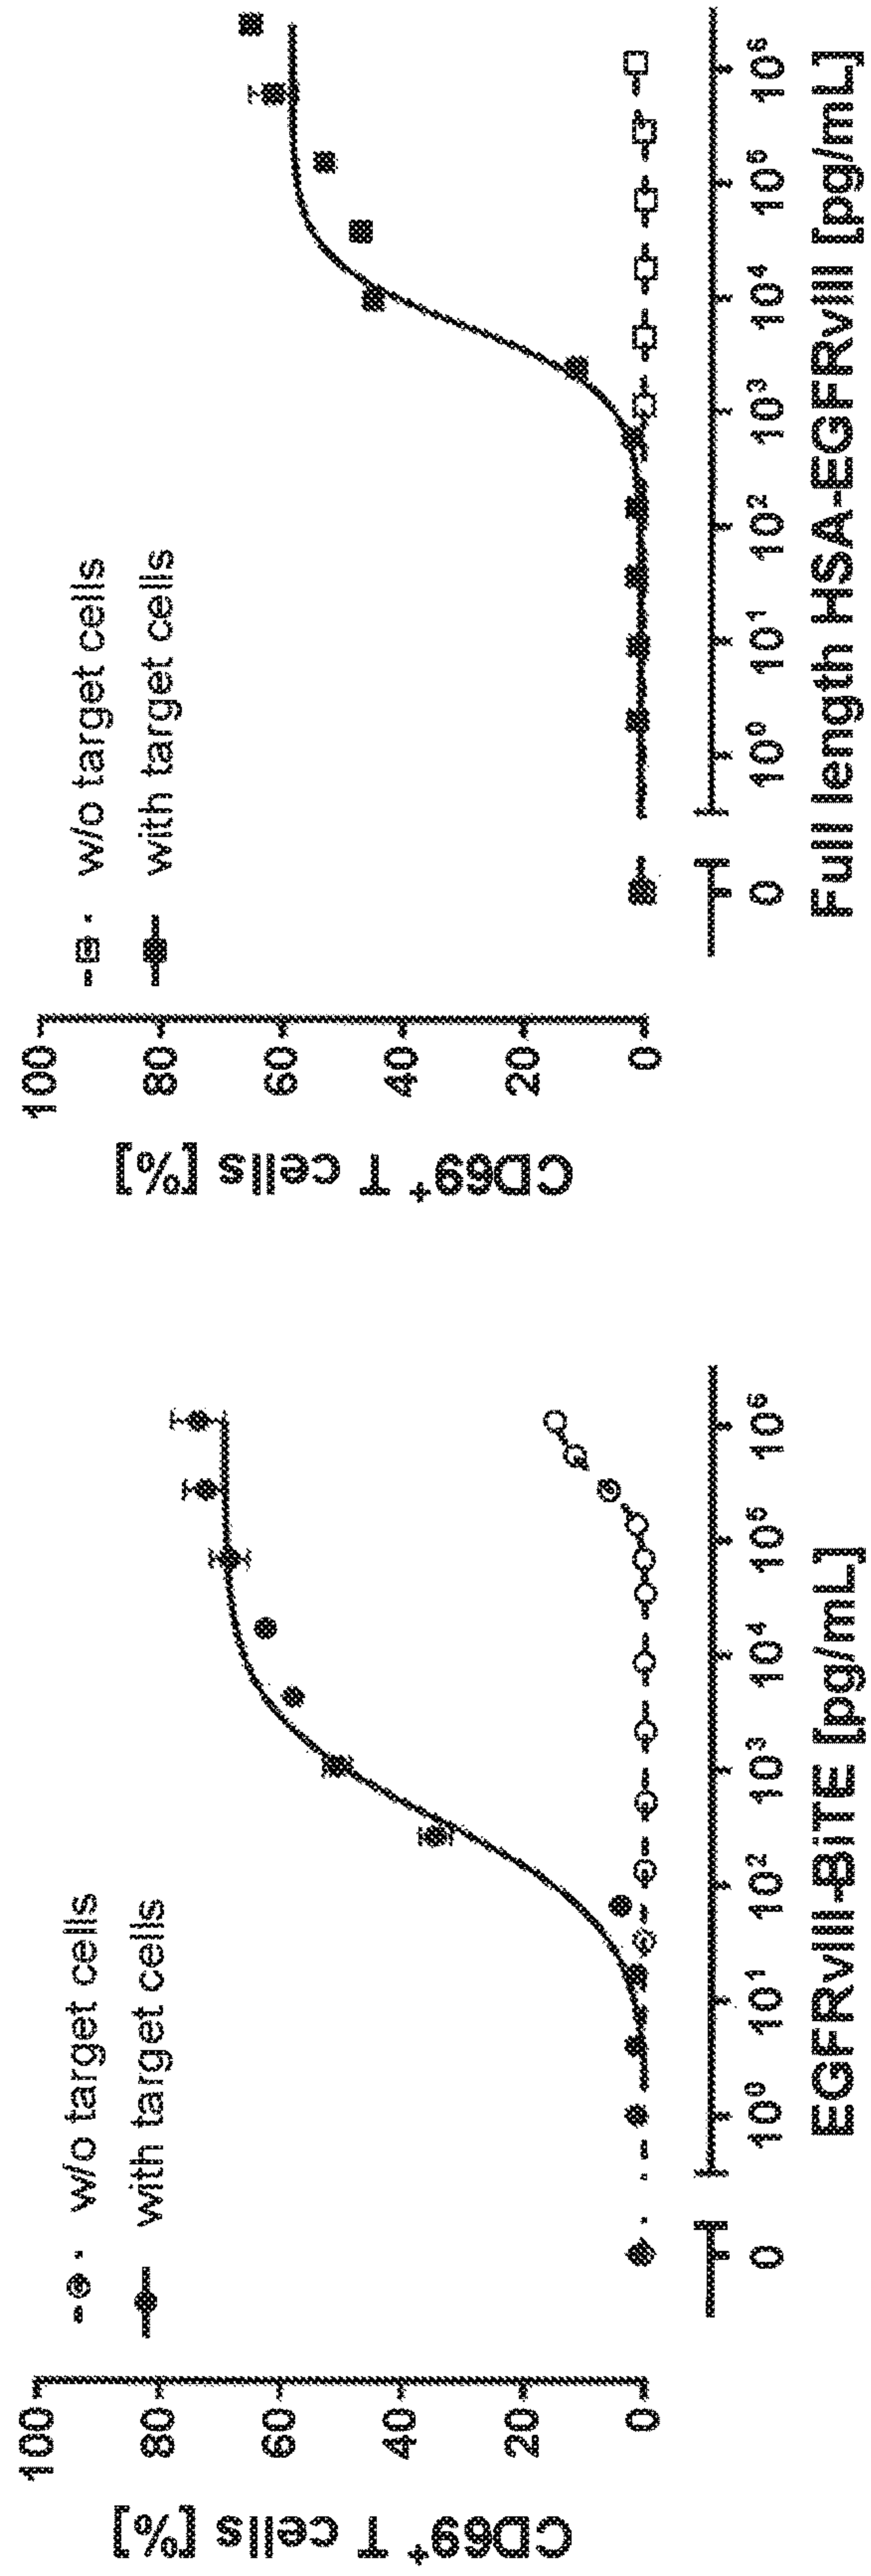 CD69⁺ T cells [%]
100
80
60
40
20
0
w/o target cells
with target cells
0 10⁰ 10¹ 10² 10³ 10⁴ 10⁵ 10⁶
EGFRvIII-BiTE [pg/mL]
CD69⁺ T cells [%]
100
80
60
40
20
0
w/o target cells
with target cells
0 10⁰ 10¹ 10² 10³ 10⁴ 10⁵ 10⁶
Full length HSA-EGFRvIII [pg/mL]